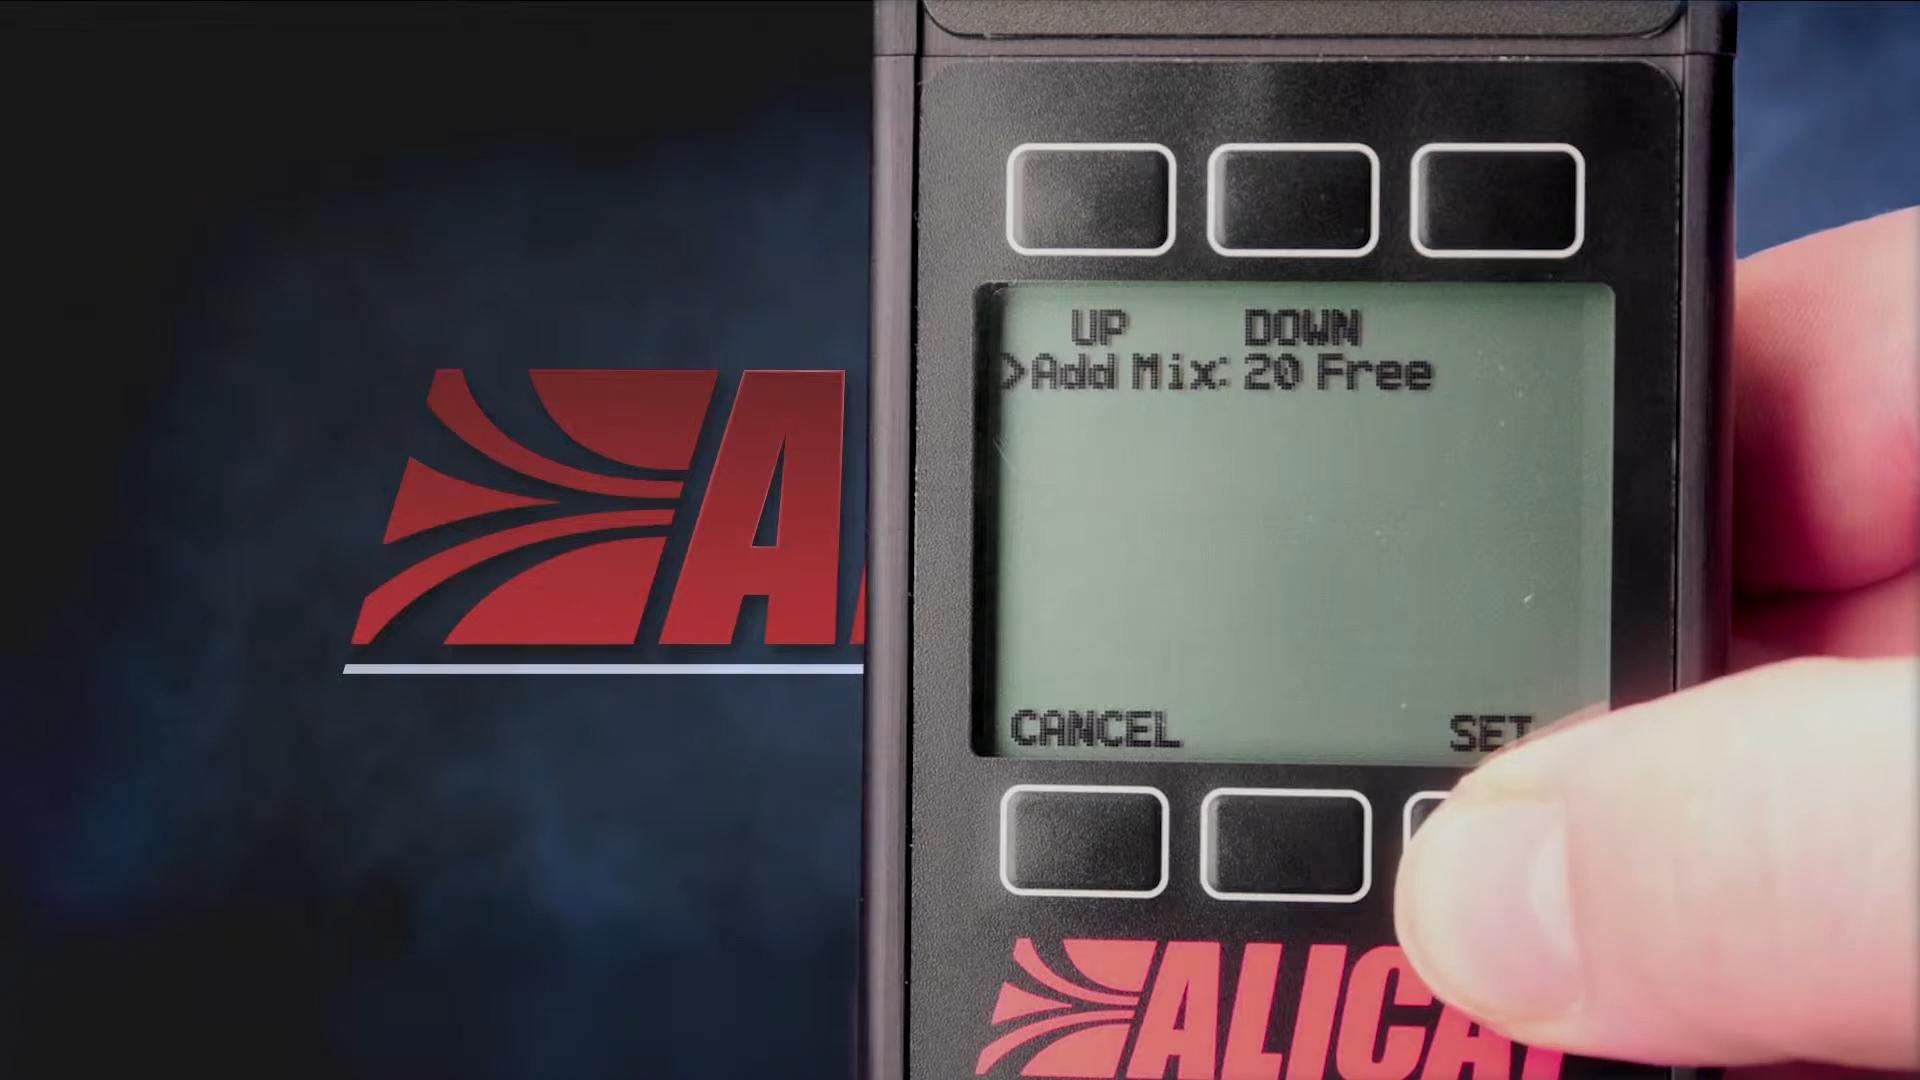 UP DOWN
>Add Mix: 20 Free
CANCEL SET
ALICAT
A